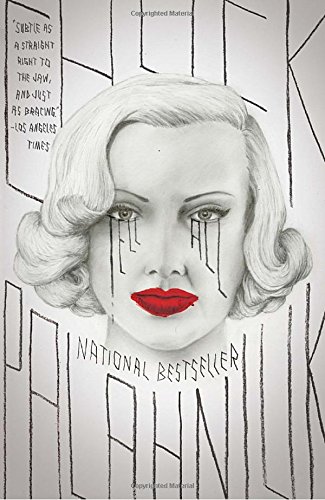 CHUCK
"SUBTLE AS
A STRAIGHT
RIGHT TO
THE JAW,
AND JUST
AS BRACING"
-LOS ANGELES
TIMES
TELL-ALL
NATIONAL BESTSELLER
PALAHNIUK